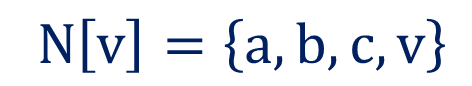 N[v] = {a, b, c, v}